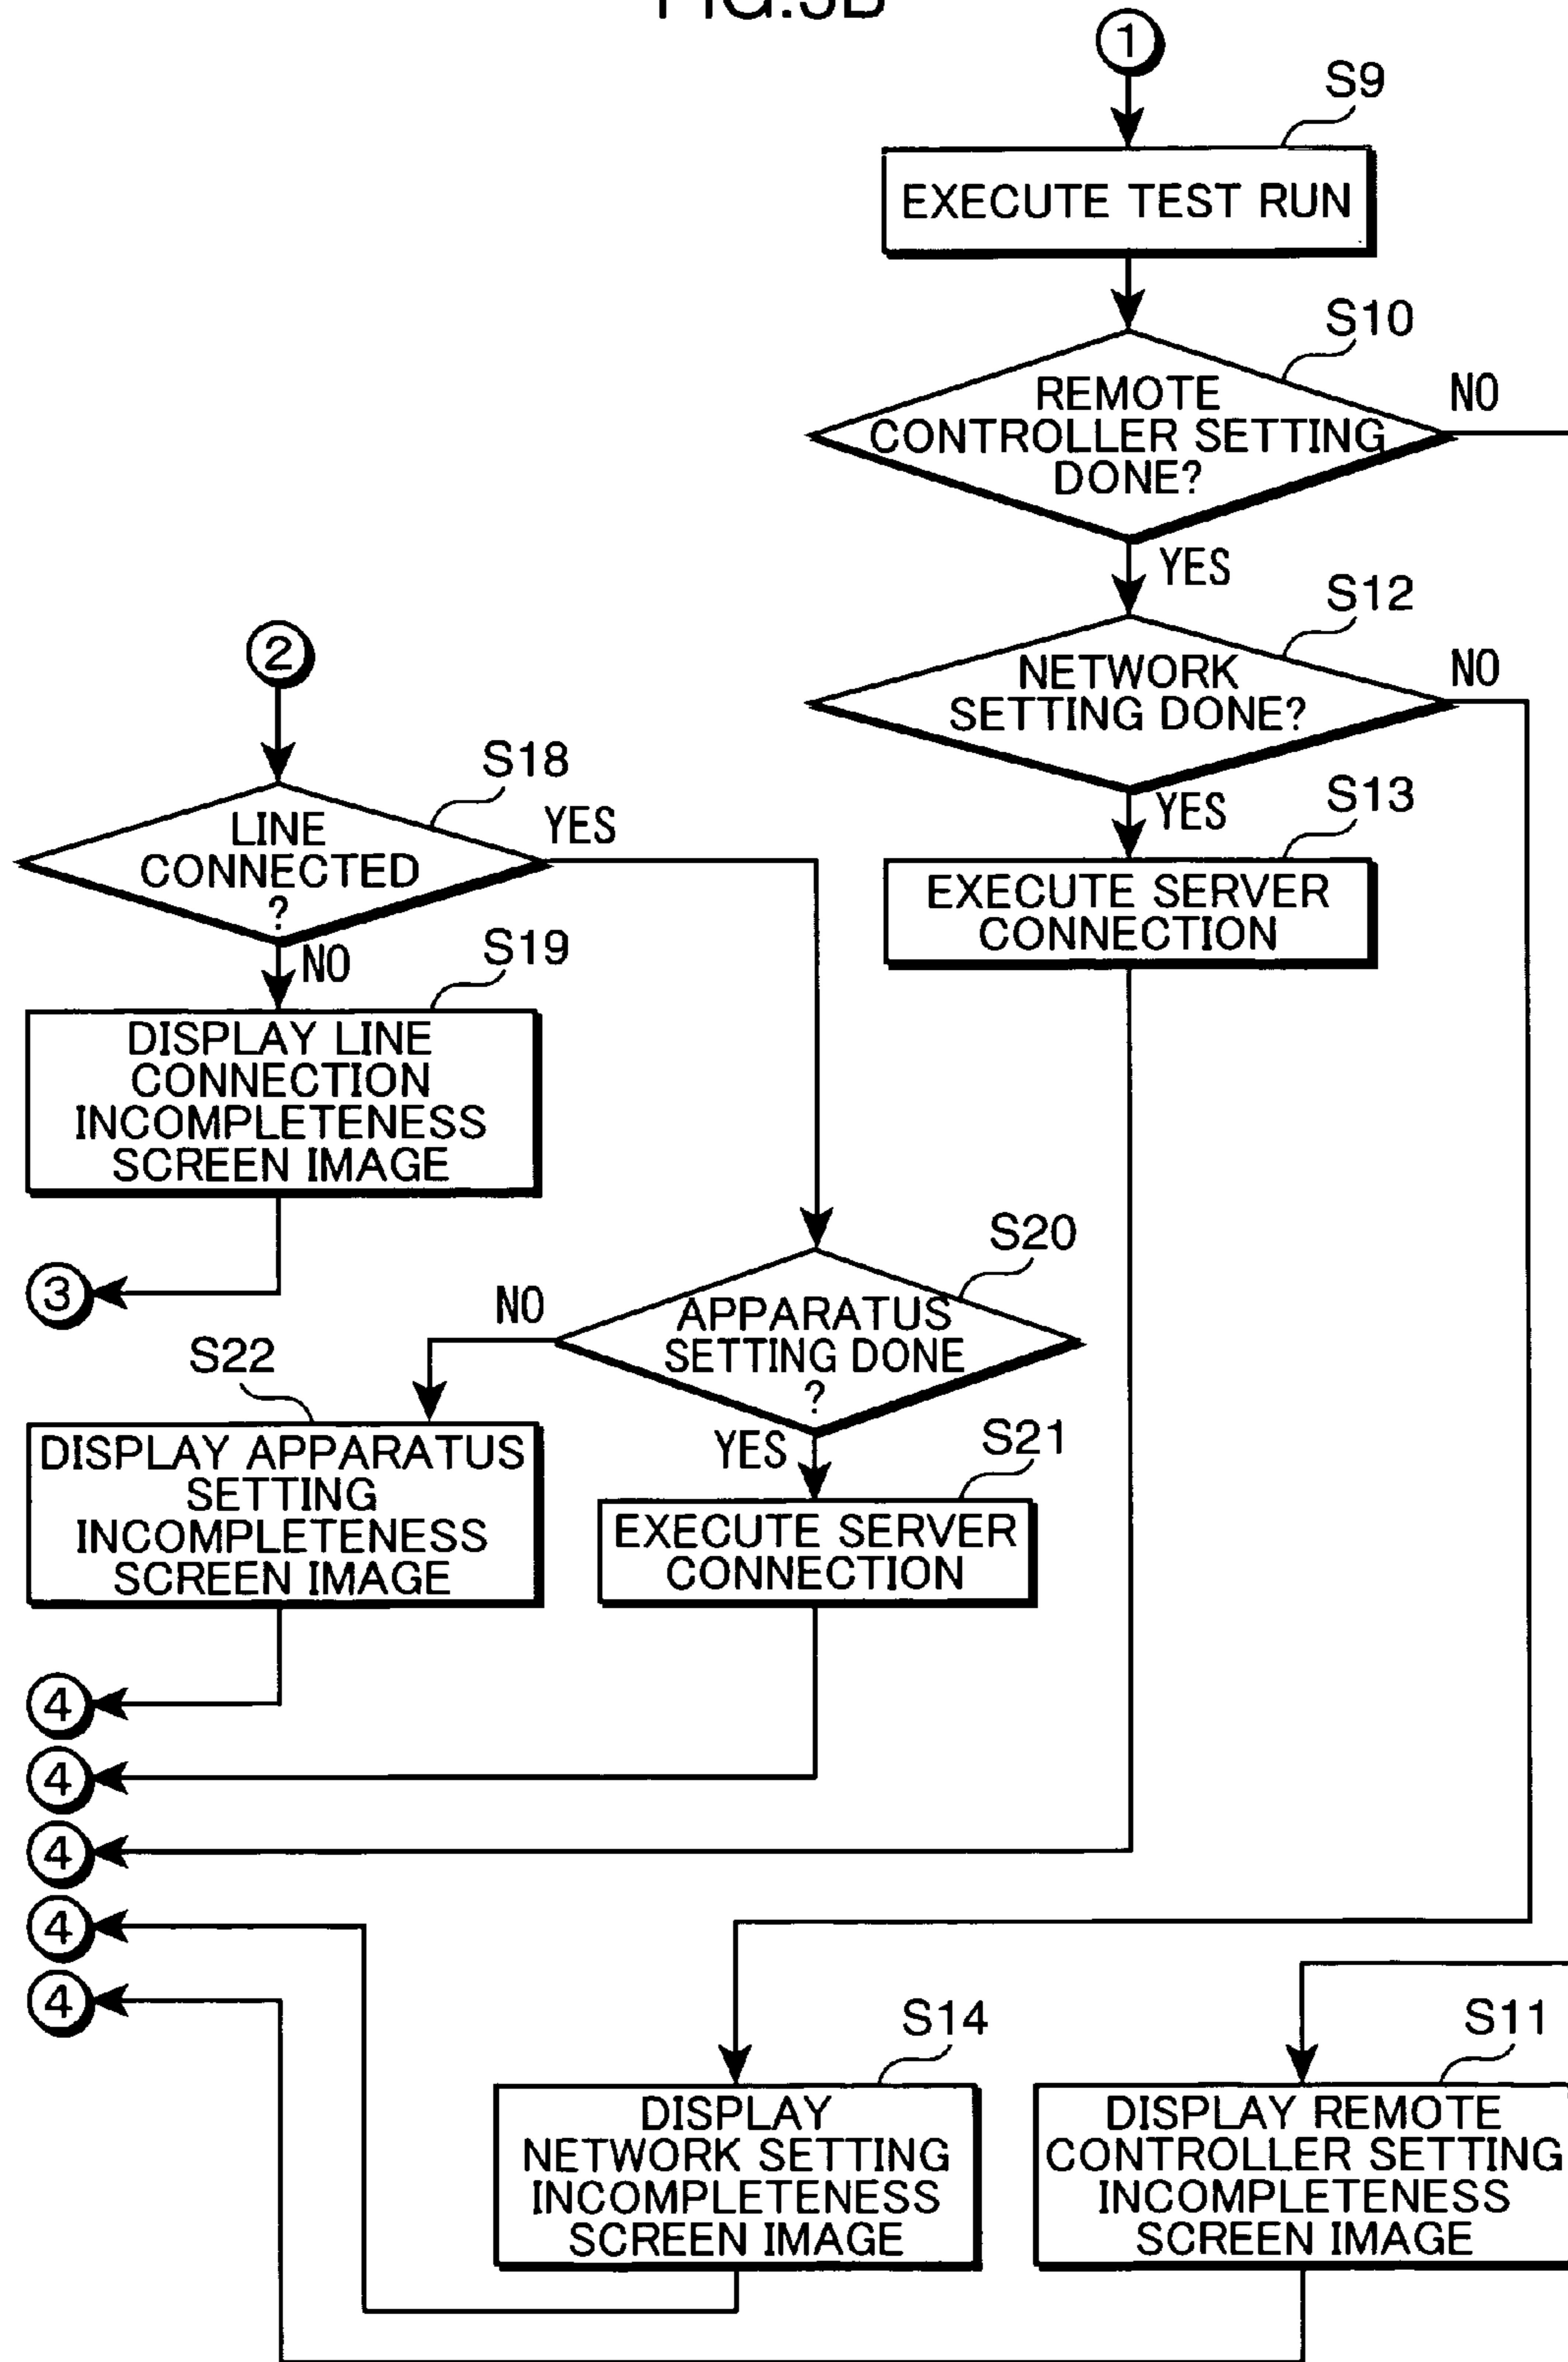 ①
S9
EXECUTE TEST RUN
S10
REMOTE
CONTROLLER SETTING
DONE?
NO
YES
S12
NETWORK
SETTING DONE?
NO
YES
S13
EXECUTE SERVER
CONNECTION
②
S18
LINE
CONNECTED
?
YES
NO
S19
DISPLAY LINE
CONNECTION
INCOMPLETENESS
SCREEN IMAGE
③
S20
APPARATUS
SETTING DONE
?
NO
YES
S22
DISPLAY APPARATUS
SETTING
INCOMPLETENESS
SCREEN IMAGE
S21
EXECUTE SERVER
CONNECTION
④
④
④
④
④
S14
DISPLAY
NETWORK SETTING
INCOMPLETENESS
SCREEN IMAGE
S11
DISPLAY REMOTE
CONTROLLER SETTING
INCOMPLETENESS
SCREEN IMAGE